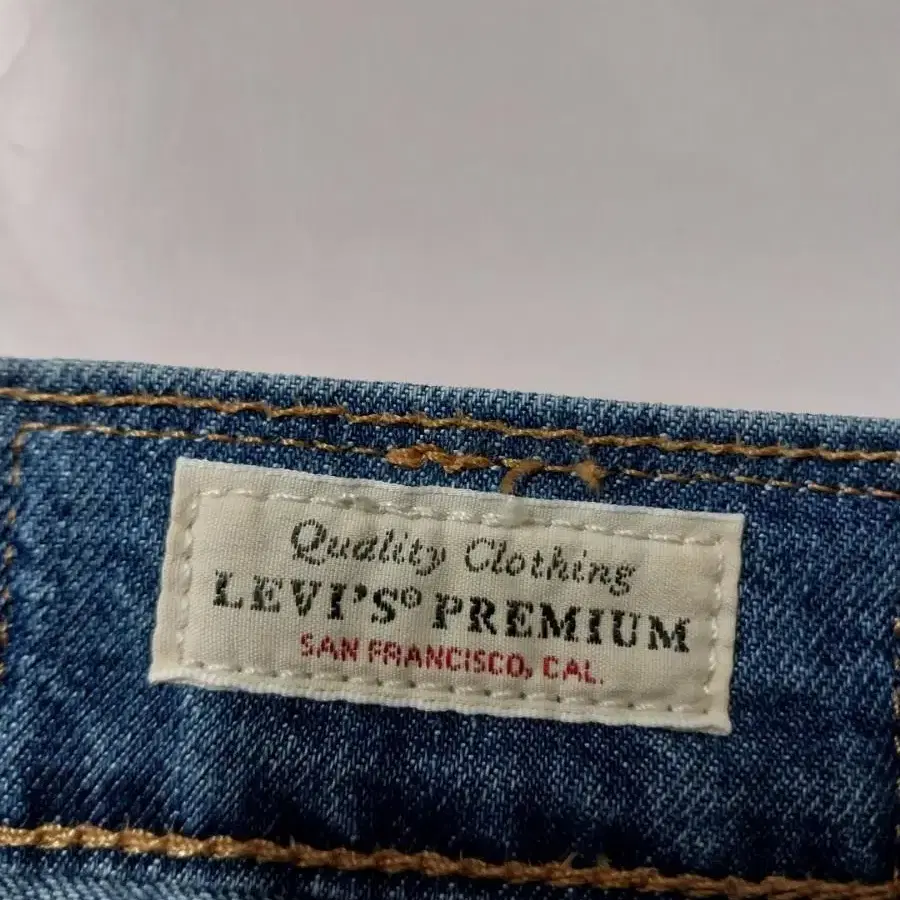 Quality Clothing
LEVI'S® PREMIUM
SAN FRANCISCO, CAL.